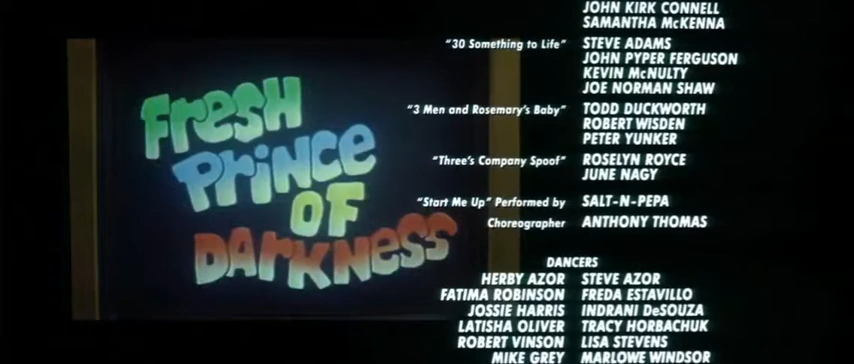 JOHN KIRK CONNELL
SAMANTHA McKENNA
"30 Something to Life" STEVE ADAMS
JOHN PYPER FERGUSON
KEVIN McNULTY
JOE NORMAN SHAW
"3 Men and Rosemary's Baby" TODD DUCKWORTH
ROBERT WISDEN
PETER YUNKER
"Three's Company Spoof" ROSELYN ROYCE
JUNE NAGY
"Start Me Up" Performed by SALT-N-PEPA
Choreographer ANTHONY THOMAS
DANCERS
HERBY AZOR STEVE AZOR
FATIMA ROBINSON FREDA ESTAVILLO
JOSSIE HARRIS INDRANI DeSOUZA
LATISHA OLIVER TRACY HORBACHUK
ROBERT VINSON LISA STEVENS
MIKE GREY MARLOWE WINDSOR
FresH
PriNce
OF
DarkNess